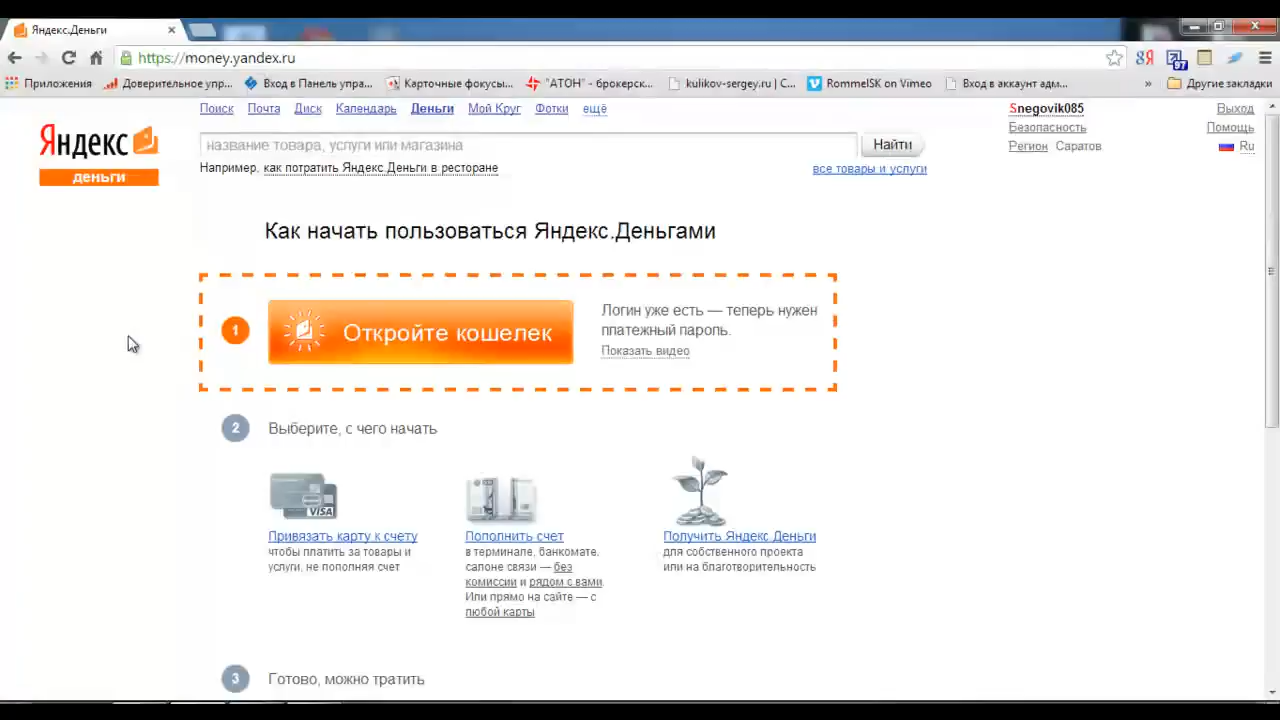 Яндекс.Деньги
https://money.yandex.ru
Приложения
Доверительное упр...
Вход в Панель упра...
Карточные фокусы...
"АТОН" - брокерск...
kulikov-sergey.ru | С...
RommelSK on Vimeo
Вход в аккаунт адм...
»
Другие закладки
Поиск Почта Диск Календарь Деньги Мой Круг Фотки ещё
Snegovik085
Выход
Безопасность
Помощь
Регион Саратов
Ru
Яндекс
деньги
название товара, услуги или магазина
Найти
Например, как потратить Яндекс.Деньги в ресторане
все товары и услуги
Как начать пользоваться Яндекс.Деньгами
1
Откройте кошелек
Логин уже есть — теперь нужен
платежный пароль.
Показать видео
2
Выберите, с чего начать
VISA
Привязать карту к счету
чтобы платить за товары и
услуги, не пополняя счет
Пополнить счет
в терминале, банкомате,
салоне связи — без
комиссии и рядом с вами.
Или прямо на сайте — с
любой карты
Получить Яндекс.Деньги
для собственного проекта
или на благотворительность
3
Готово, можно тратить